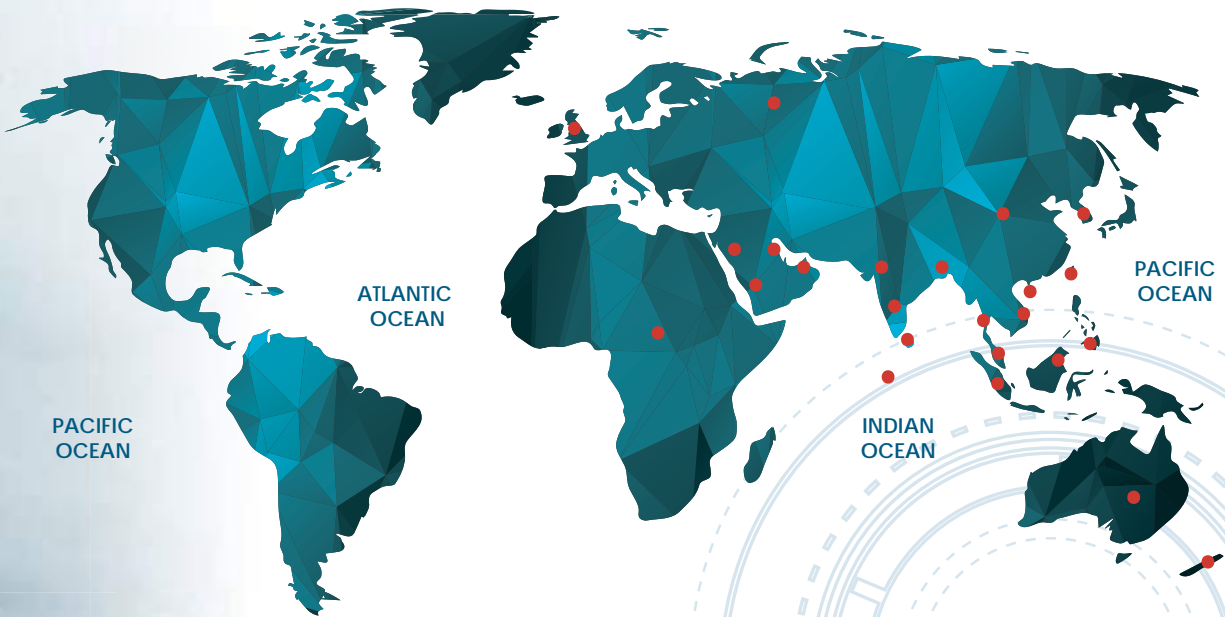 ATLANTIC
OCEAN
PACIFIC
OCEAN
PACIFIC
OCEAN
INDIAN
OCEAN